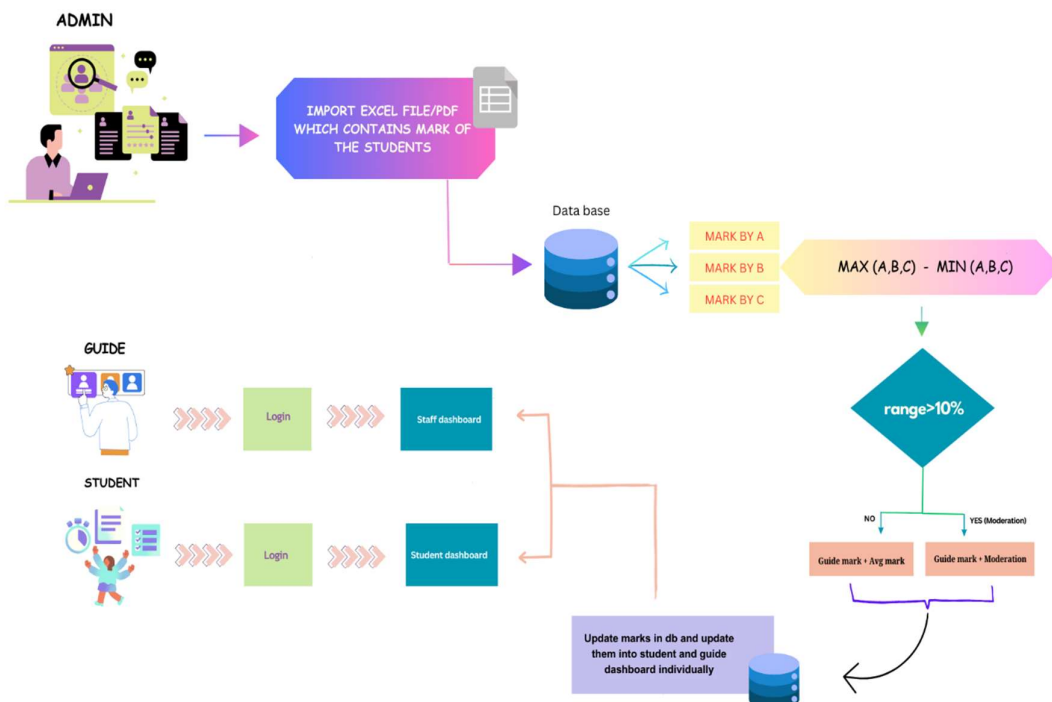 ADMIN
IMPORT EXCEL FILE/PDF
WHICH CONTAINS MARK OF
THE STUDENTS
Data base
MARK BY A
MARK BY B
MARK BY C
MAX (A,B,C) - MIN (A,B,C)
range>10%
NO
YES (Moderation)
Guide mark + Avg mark
Guide mark + Moderation
GUIDE
Login
Staff dashboard
STUDENT
Login
Student dashboard
Update marks in db and update
them into student and guide
dashboard individually